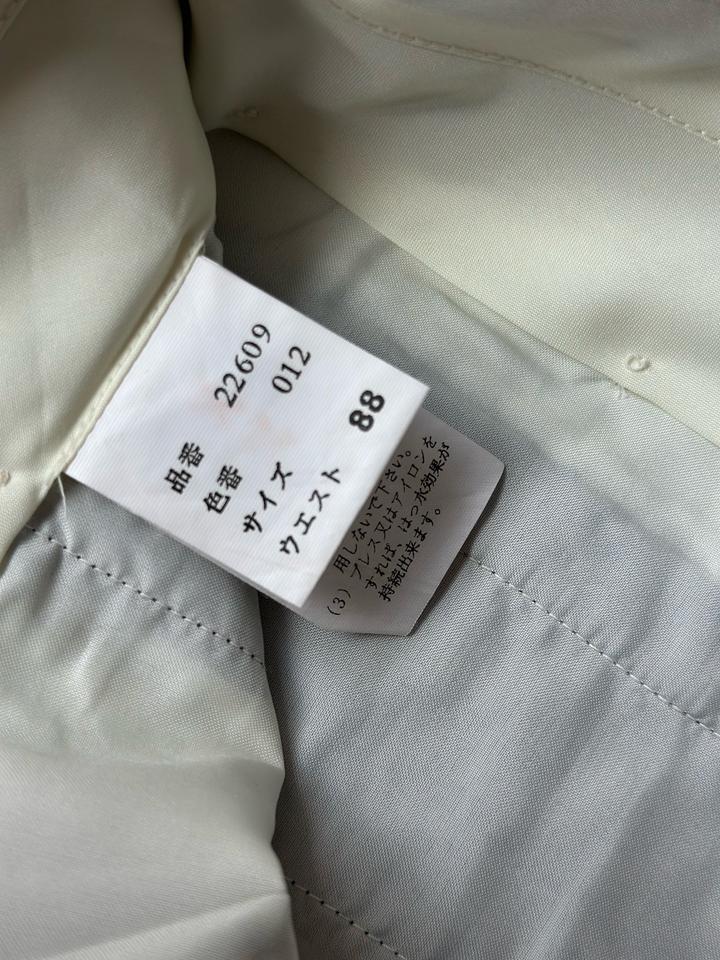 品番 22609
色番 012
サイズ
ウエスト 88
用しないで下さい。
(3) プレス又はアイロンを
すれば、はっ水効果が
持続出来ます。